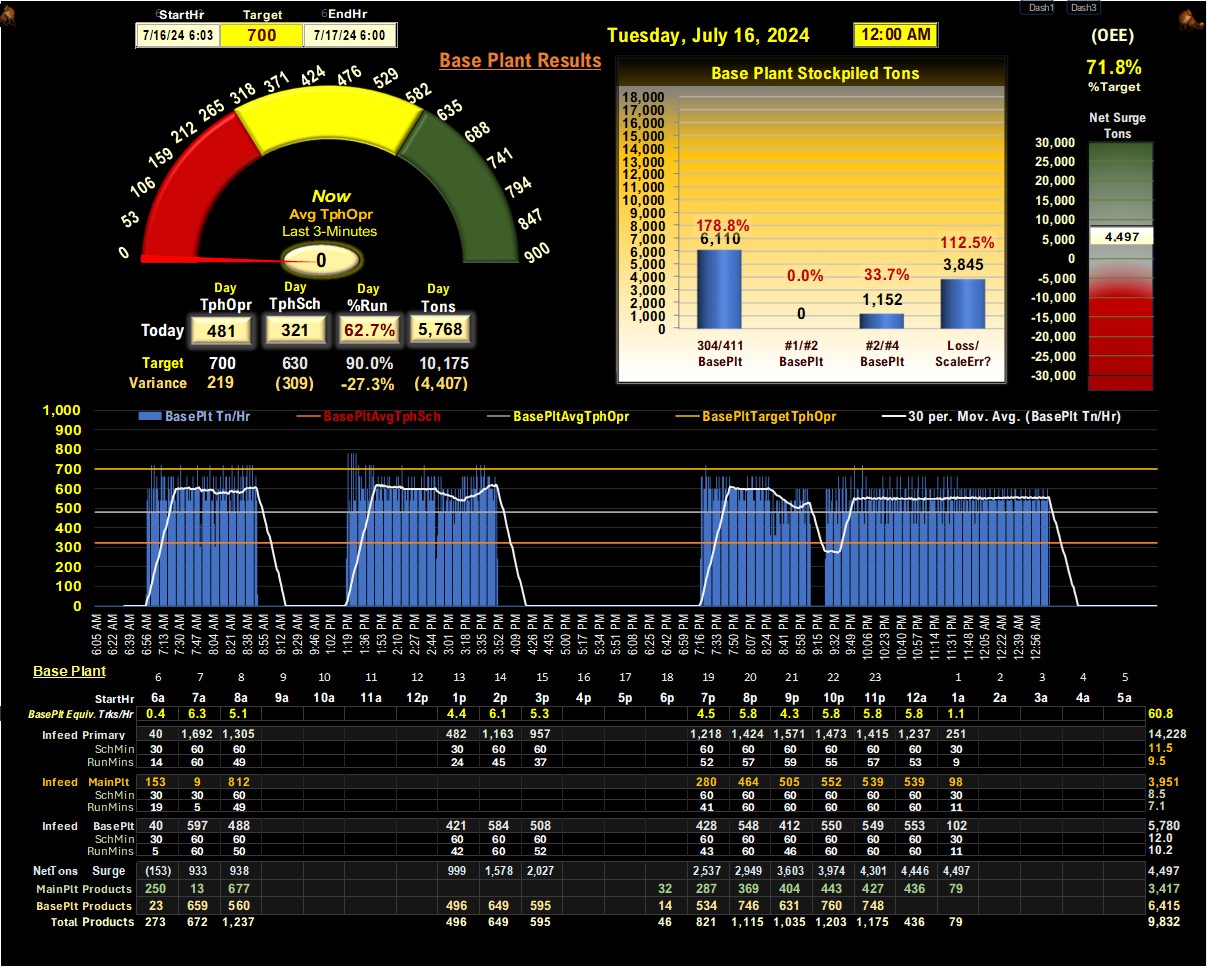 Dash1 Dash3
StartHr Target EndHr
7/16/24 6:03 700 7/17/24 6:00
Tuesday, July 16, 2024 12:00 AM
(OEE)
71.8%
%Target
Base Plant Results
0 53 106 159 212 265 318 371 424 476 529 582 635 688 741 794 847 900
Now
Avg TphOpr
Last 3-Minutes
0
Day Day Day Day
TphOpr TphSch %Run Tons
Today 481 321 62.7% 5,768
Target 700 630 90.0% 10,175
Variance 219 (309) -27.3% (4,407)
Base Plant Stockpiled Tons
18,000
17,000
16,000
15,000
14,000
13,000
12,000
11,000
10,000
9,000
8,000
7,000
6,000
5,000
4,000
3,000
2,000
1,000
0
178.8% 0.0% 33.7% 112.5%
6,110 0 1,152 3,845
304/411 #1/#2 #2/#4 Loss/
BasePlt BasePlt BasePlt ScaleErr?
Net Surge
Tons
30,000
25,000
20,000
15,000
10,000
5,000
0
-5,000
-10,000
-15,000
-20,000
-25,000
-30,000
4,497
BasePlt Tn/Hr BasePltAvgTphSch BasePltAvgTphOpr BasePltTargetTphOpr 30 per. Mov. Avg. (BasePlt Tn/Hr)
1,000
900
800
700
600
500
400
300
200
100
0
6:05 AM 6:22 AM 6:39 AM 6:56 AM 7:13 AM 7:30 AM 7:47 AM 8:04 AM 8:21 AM 8:38 AM 8:55 AM 9:12 AM 9:29 AM 9:46 AM 1:02 PM 1:19 PM 1:36 PM 1:53 PM 2:10 PM 2:27 PM 2:44 PM 3:01 PM 3:18 PM 3:35 PM 3:52 PM 4:09 PM 4:26 PM 4:43 PM 5:00 PM 5:17 PM 5:34 PM 5:51 PM 6:08 PM 6:25 PM 6:42 PM 6:59 PM 7:16 PM 7:33 PM 7:50 PM 8:07 PM 8:24 PM 8:41 PM 8:58 PM 9:15 PM 9:32 PM 9:49 PM 10:06 PM 10:23 PM 10:40 PM 10:57 PM 11:14 PM 11:31 PM 11:48 PM 12:05 AM 12:22 AM 12:39 AM 12:56 AM
Base Plant
6 7 8 9 10 11 12 13 14 15 16 17 18 19 20 21 22 23 0 1 2 3 4 5
StartHr 6a 7a 8a 9a 10a 11a 12p 1p 2p 3p 4p 5p 6p 7p 8p 9p 10p 11p 12a 1a 2a 3a 4a 5a
BasePlt Equiv. Trks/Hr 0.4 6.3 5.1 4.4 6.1 5.3 4.5 5.8 4.3 5.8 5.8 5.8 1.1 60.8
Infeed Primary 40 1,692 1,305 482 1,163 957 1,218 1,424 1,571 1,473 1,415 1,237 251 14,228
SchMin 30 60 60 30 60 60 60 60 60 60 60 60 30 11.5
RunMins 14 60 49 24 45 37 52 57 59 55 57 53 9 9.5
Infeed MainPlt 153 9 812 280 464 505 552 539 539 98 3,951
SchMin 30 30 60 60 60 60 60 60 60 30 8.5
RunMins 19 5 49 41 60 60 60 60 60 11 7.1
Infeed BasePlt 40 597 488 421 584 508 428 548 412 550 549 553 102 5,780
SchMin 30 60 60 60 60 60 60 60 60 60 60 60 30 12.0
RunMins 5 60 50 42 60 52 43 60 46 60 60 60 11 10.2
NetTons Surge (153) 933 938 999 1,578 2,027 2,537 2,949 3,603 3,974 4,301 4,446 4,497 4,497
MainPlt Products 250 13 677 32 287 369 404 443 427 436 79 3,417
BasePlt Products 23 659 560 496 649 595 14 534 746 631 760 748 6,415
Total Products 273 672 1,237 496 649 595 46 821 1,115 1,035 1,203 1,175 436 79 9,832